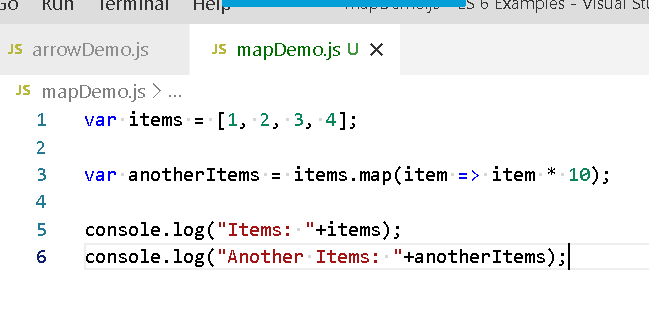 Go Run Terminal Help mapDemo.js - ES 6 Examples - Visual Stu
JS arrowDemo.js JS mapDemo.js U ×
JS mapDemo.js > ...
1 var items = [1, 2, 3, 4];
2
3 var anotherItems = items.map(item => item * 10);
4
5 console.log("Items: "+items);
6 console.log("Another Items: "+anotherItems);